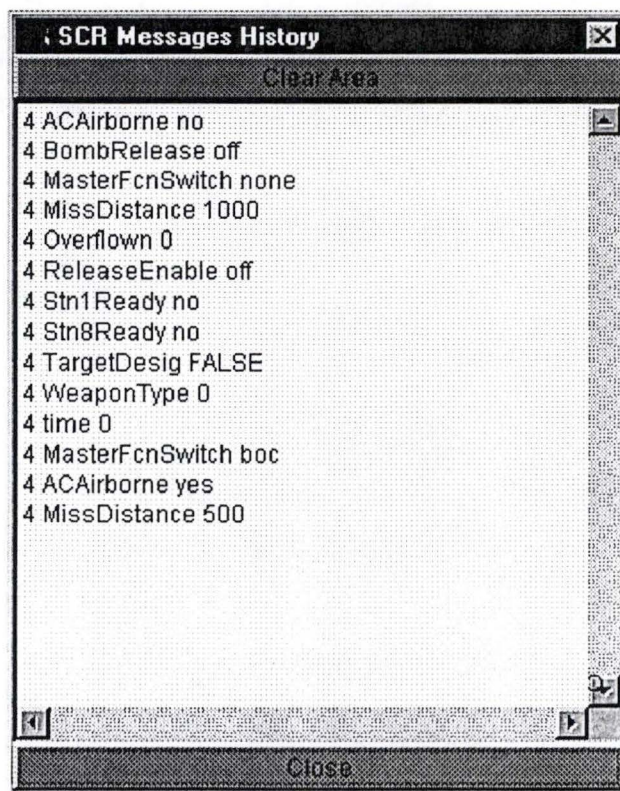 SCR Messages History
Clear Area
4 ACAirborne no
4 BombRelease off
4 MasterFcnSwitch none
4 MissDistance 1000
4 Overflown 0
4 ReleaseEnable off
4 Stn1Ready no
4 Stn8Ready no
4 TargetDesig FALSE
4 WeaponType 0
4 time 0
4 MasterFcnSwitch boc
4 ACAirborne yes
4 MissDistance 500
Close